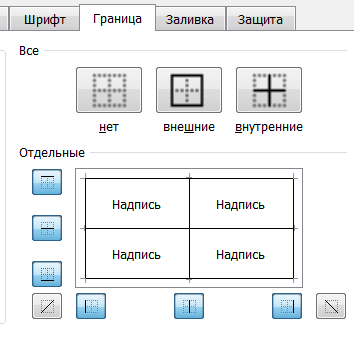 Шрифт Граница Заливка Защита
Все
нет внешние внутренние
Отдельные
Надпись Надпись
Надпись Надпись